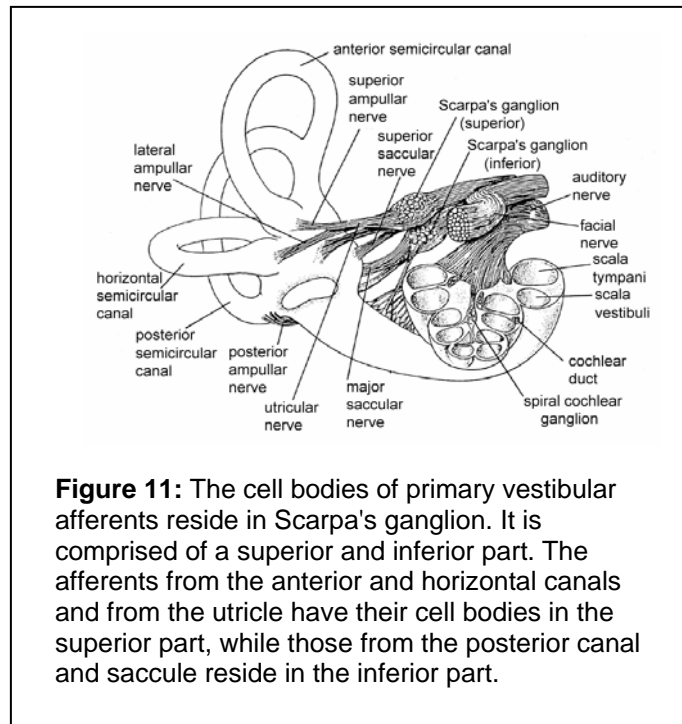 anterior semicircular canal
superior
ampullar
nerve
Scarpa's ganglion
(superior)
superior
saccular
nerve
Scarpa's ganglion
(inferior)
lateral
ampullar
nerve
auditory
nerve
facial
nerve
scala
tympani
scala
vestibuli
horizontal
semicircular
canal
posterior
semicircular
canal
posterior
ampullar
nerve
utricular
nerve
major
saccular
nerve
cochlear
duct
spiral cochlear
ganglion
Figure 11: The cell bodies of primary vestibular
afferents reside in Scarpa's ganglion. It is
comprised of a superior and inferior part. The
afferents from the anterior and horizontal canals
and from the utricle have their cell bodies in the
superior part, while those from the posterior canal
and saccule reside in the inferior part.